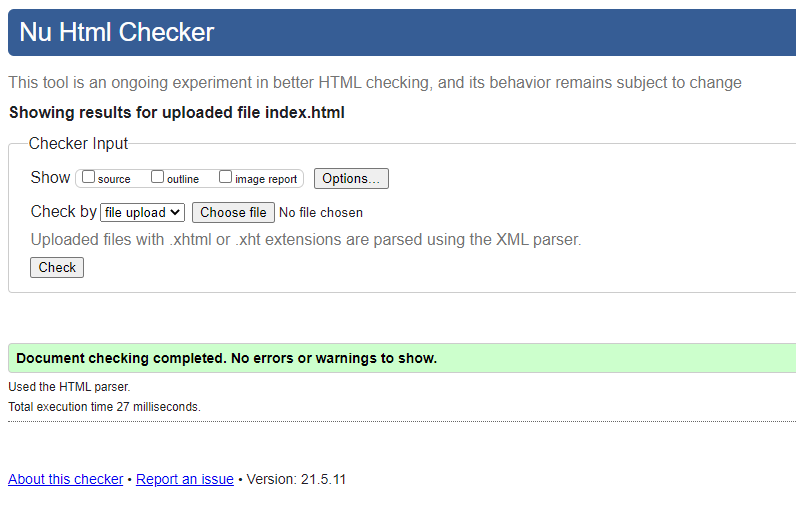 Nu Html Checker
This tool is an ongoing experiment in better HTML checking, and its behavior remains subject to change
Showing results for uploaded file index.html
Checker Input
Show source outline image report Options...
Check by file upload Choose file No file chosen
Uploaded files with .xhtml or .xht extensions are parsed using the XML parser.
Check
Document checking completed. No errors or warnings to show.
Used the HTML parser.
Total execution time 27 milliseconds.
About this checker • Report an issue • Version: 21.5.11